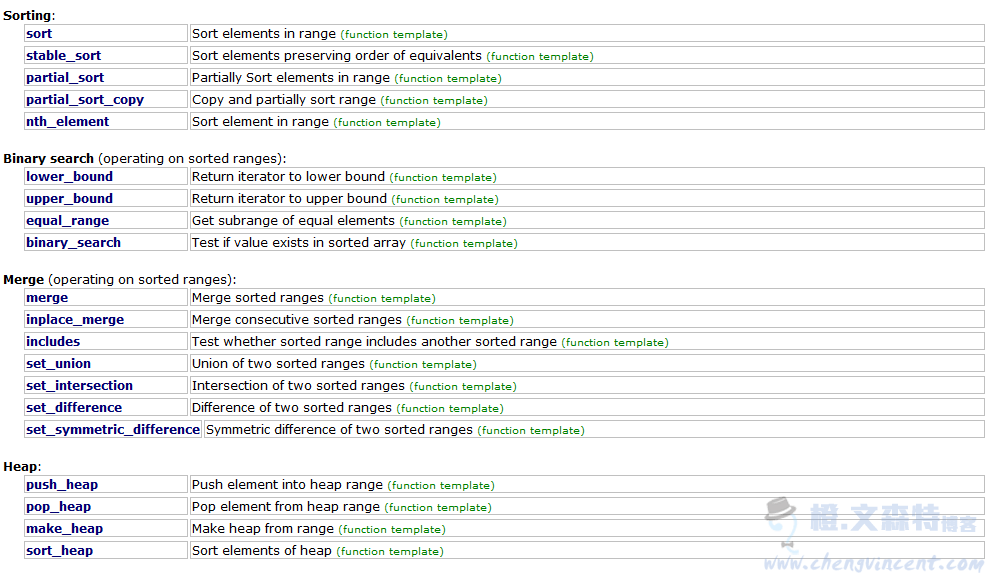 Sorting:
sort Sort elements in range (function template)
stable_sort Sort elements preserving order of equivalents (function template)
partial_sort Partially Sort elements in range (function template)
partial_sort_copy Copy and partially sort range (function template)
nth_element Sort element in range (function template)
Binary search (operating on sorted ranges):
lower_bound Return iterator to lower bound (function template)
upper_bound Return iterator to upper bound (function template)
equal_range Get subrange of equal elements (function template)
binary_search Test if value exists in sorted array (function template)
Merge (operating on sorted ranges):
merge Merge sorted ranges (function template)
inplace_merge Merge consecutive sorted ranges (function template)
includes Test whether sorted range includes another sorted range (function template)
set_union Union of two sorted ranges (function template)
set_intersection Intersection of two sorted ranges (function template)
set_difference Difference of two sorted ranges (function template)
set_symmetric_difference Symmetric difference of two sorted ranges (function template)
Heap:
push_heap Push element into heap range (function template)
pop_heap Pop element from heap range (function template)
make_heap Make heap from range (function template)
sort_heap Sort elements of heap (function template)
橙.文森特博客
www.chengvincent.com